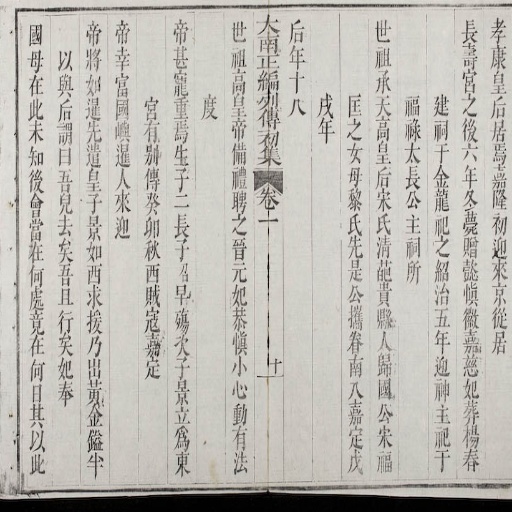 孝康皇后居焉嘉隆初迎來京從居
長壽宮之後六年冬薨贈懿愼徽嘉慈妃葬楊春
建祠于金龍祀之紹治五年迎神主祀于
福祿太長公主祠所
世祖承天高皇后宋氏清葩貴縣人歸國公宋福
匡之女母黎氏先是公攜眷南入嘉定戊
戌年
后年十八
大南正編列傳初集 卷一 十
世祖高皇帝備禮聘之晉元妃恭愼小心動有法
度
帝甚寵重焉生子二長子昭早殤次子景立爲東
宮有別傳癸卯秋西賊寇嘉定
帝幸富國嶼暹人來迎
帝將如暹先遣皇子景如西求援乃出黃金鎰半
以與后謂曰吾兒去矣吾且行矣妃奉
國母在此未知後會當在何處竟在何日其以此